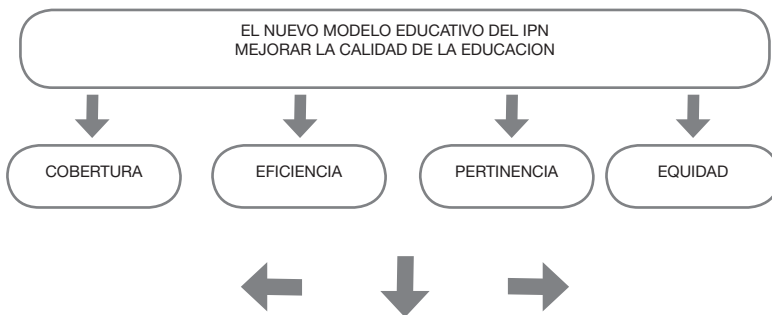 EL NUEVO MODELO EDUCATIVO DEL IPN
MEJORAR LA CALIDAD DE LA EDUCACION
COBERTURA
EFICIENCIA
PERTINENCIA
EQUIDAD